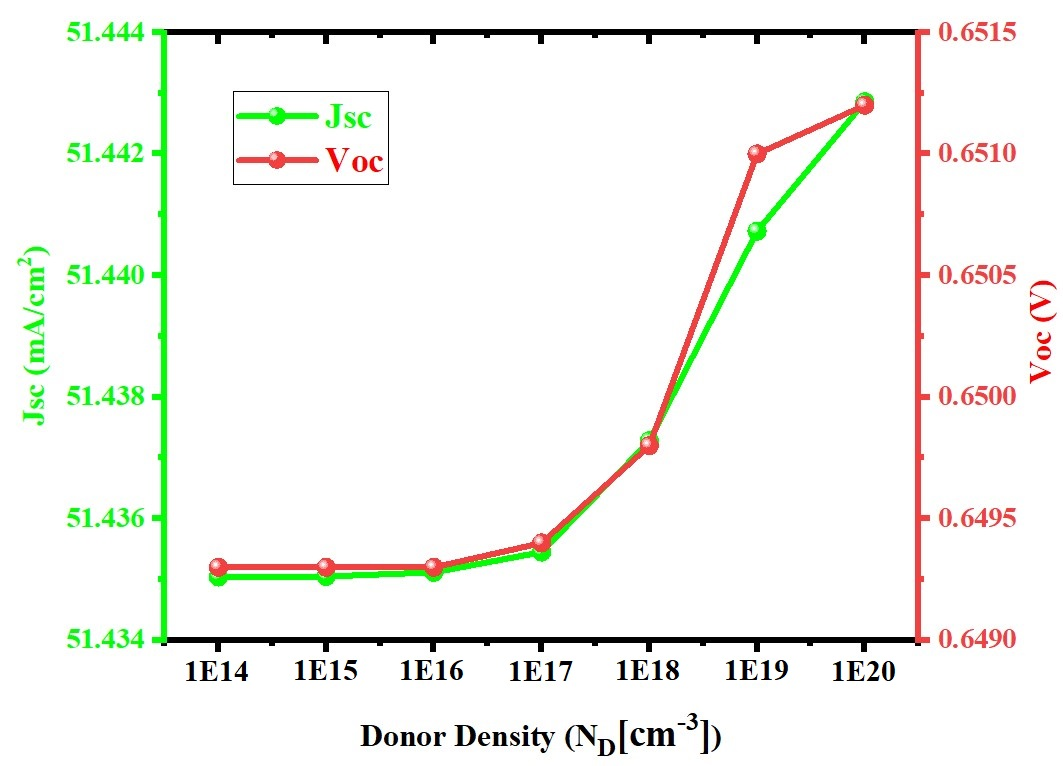 51.444
51.442
51.440
51.438
51.436
51.434
Jsc (mA/cm²)
Jsc
Voc
0.6515
0.6510
0.6505
0.6500
0.6495
0.6490
Voc (V)
1E14 1E15 1E16 1E17 1E18 1E19 1E20
Donor Density (N_D[cm⁻³])